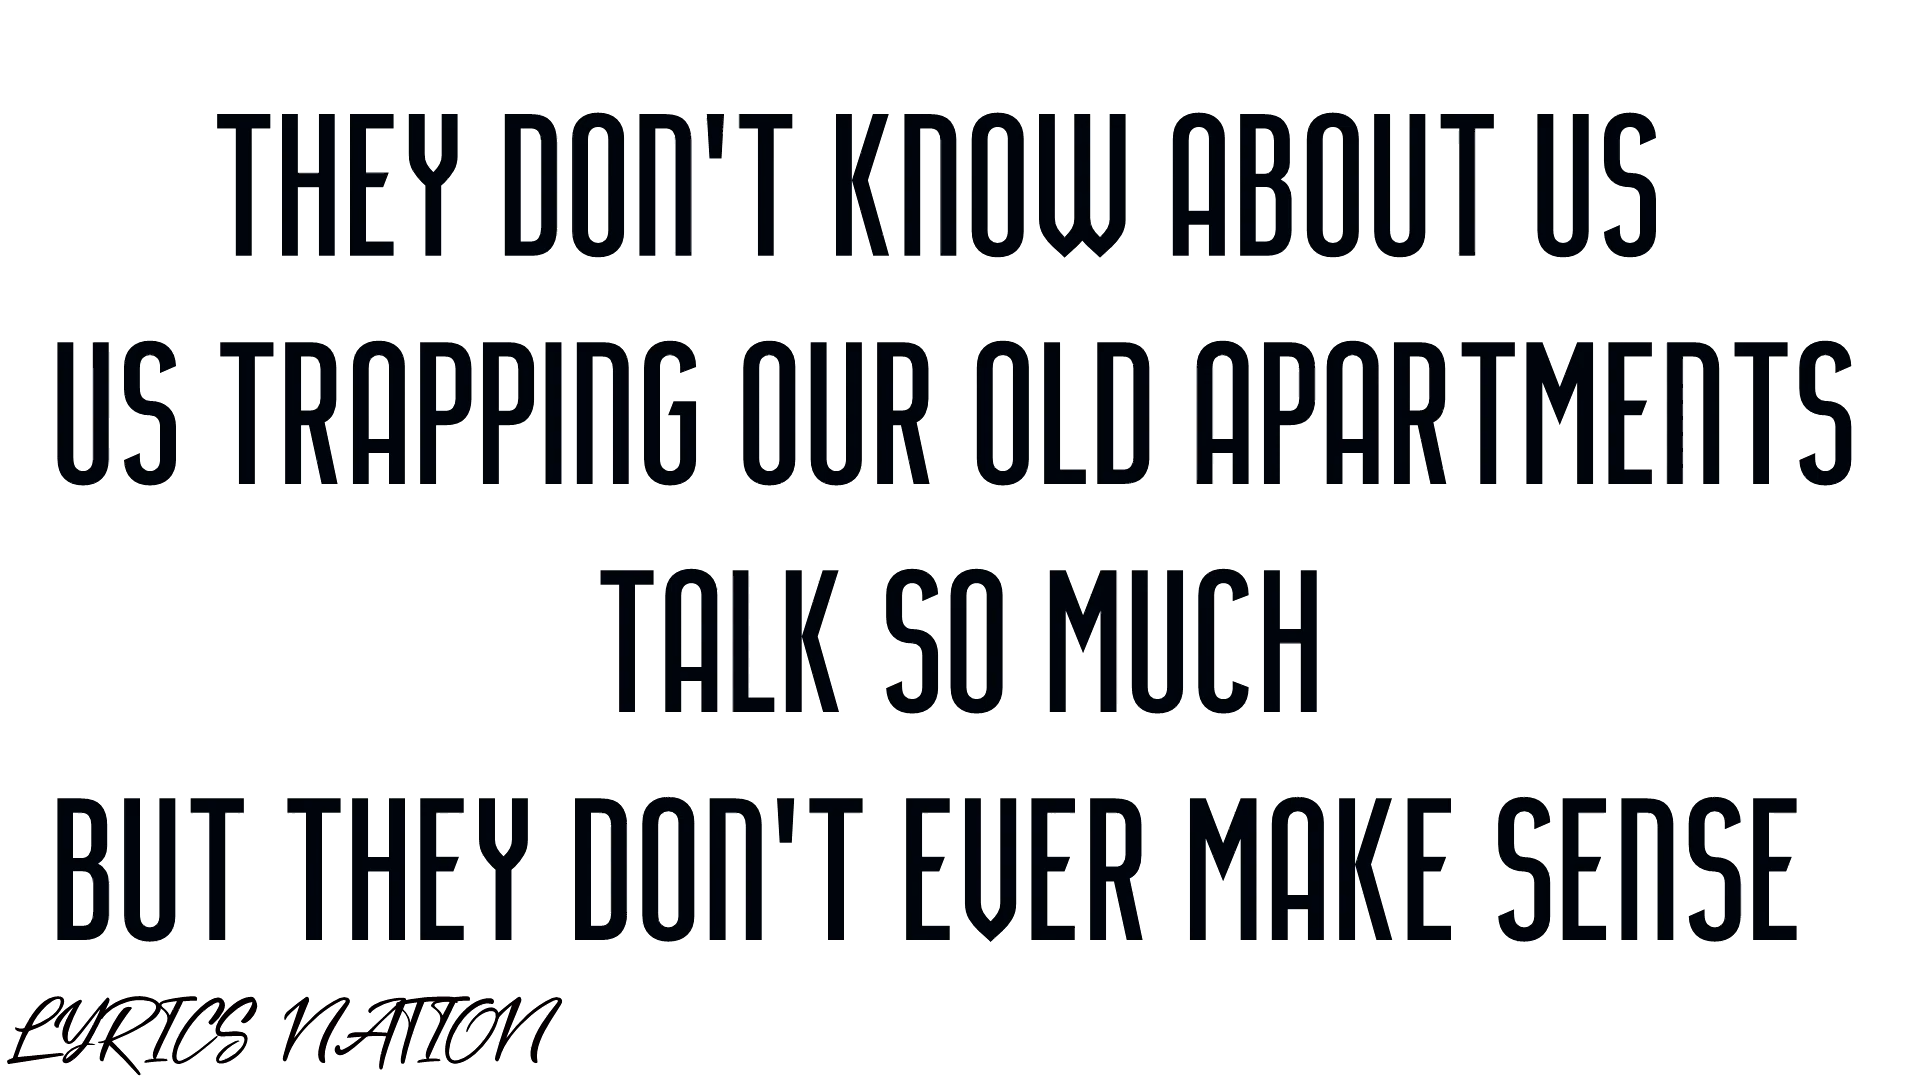 THEY DON'T KNOW ABOUT US
US TRAPPING OUR OLD APARTMENTS
TALK SO MUCH
BUT THEY DON'T EVER MAKE SENSE
LYRICS NATION